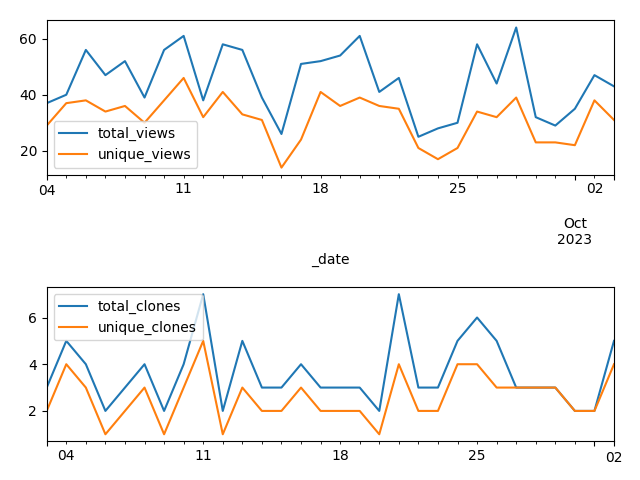 60
40
20
total_views
unique_views
04 11 18 25 02
Oct
2023
_date
6
4
2
total_clones
unique_clones
04 11 18 25 02